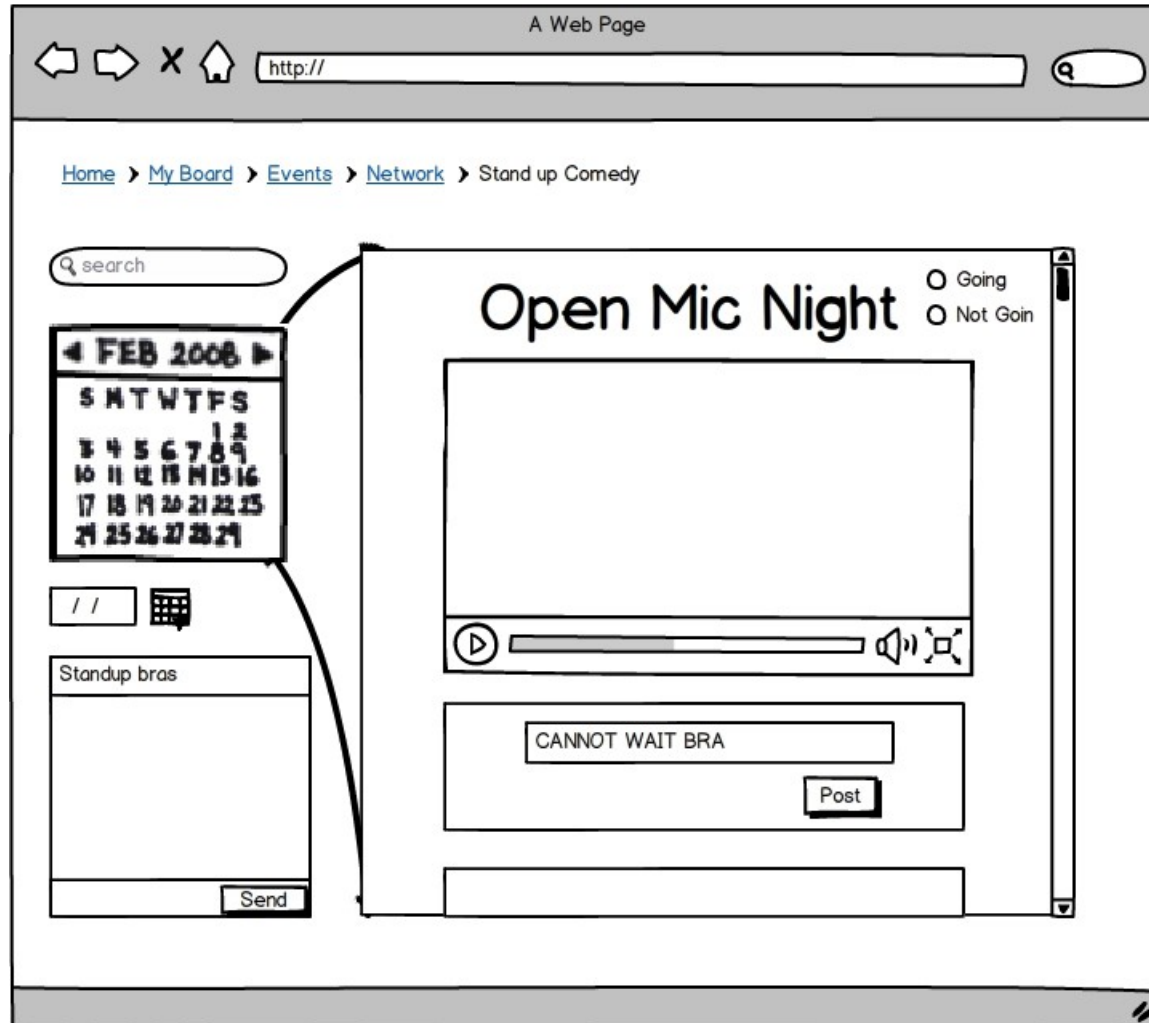 A Web Page
http://
Home > My Board > Events > Network > Stand up Comedy
search
FEB 2008
S M T W T F S
1 2
3 4 5 6 7 8 9
10 11 12 13 14 15 16
17 18 19 20 21 22 23
24 25 26 27 28 29
/ /
Standup bras
Send
Open Mic Night
Going
Not Goin
CANNOT WAIT BRA
Post